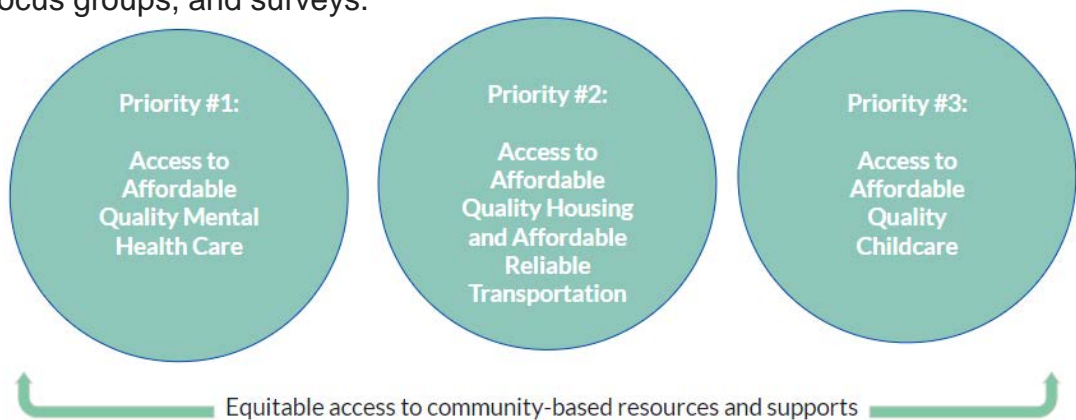 ocus groups, and surveys.
Priority #1:
Access to
Affordable
Quality Mental
Health Care
Priority #2:
Access to
Affordable
Quality Housing
and Affordable
Reliable
Transportation
Priority #3:
Access to
Affordable
Quality
Childcare
Equitable access to community-based resources and supports